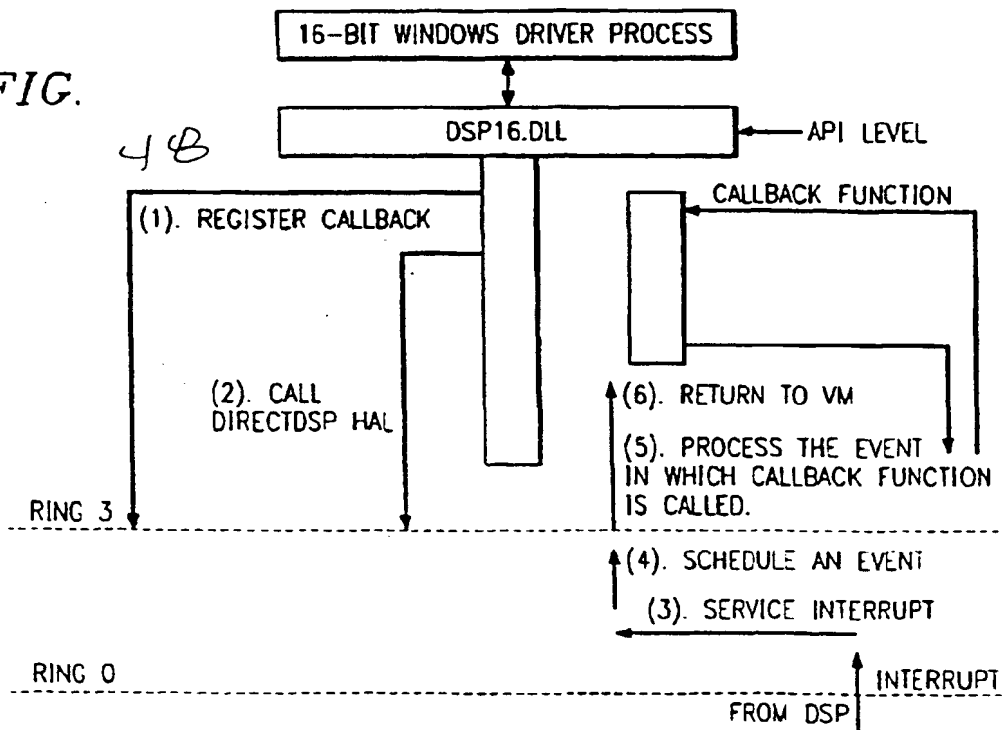 16-BIT WINDOWS DRIVER PROCESS
FIG.
48
DSP16.DLL
API LEVEL
(1). REGISTER CALLBACK
CALLBACK FUNCTION
(2). CALL
DIRECTDSP HAL
(6). RETURN TO VM
(5). PROCESS THE EVENT
IN WHICH CALLBACK FUNCTION
IS CALLED.
RING 3
(4). SCHEDULE AN EVENT
(3). SERVICE INTERRUPT
RING 0
INTERRUPT
FROM DSP